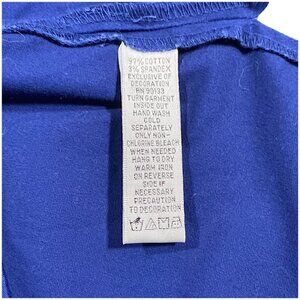 97% COTTON
3% SPANDEX
EXCLUSIVE OF
DECORATION
RN 90133
TURN GARMENT
INSIDE OUT
HAND WASH
COLD
SEPARATELY
ONLY NON-
CHLORINE BLEACH
WHEN NEEDED
HANG TO DRY
WARM IRON
ON REVERSE
SIDE IF
NECESSARY
PRECAUTION
TO DECORATION